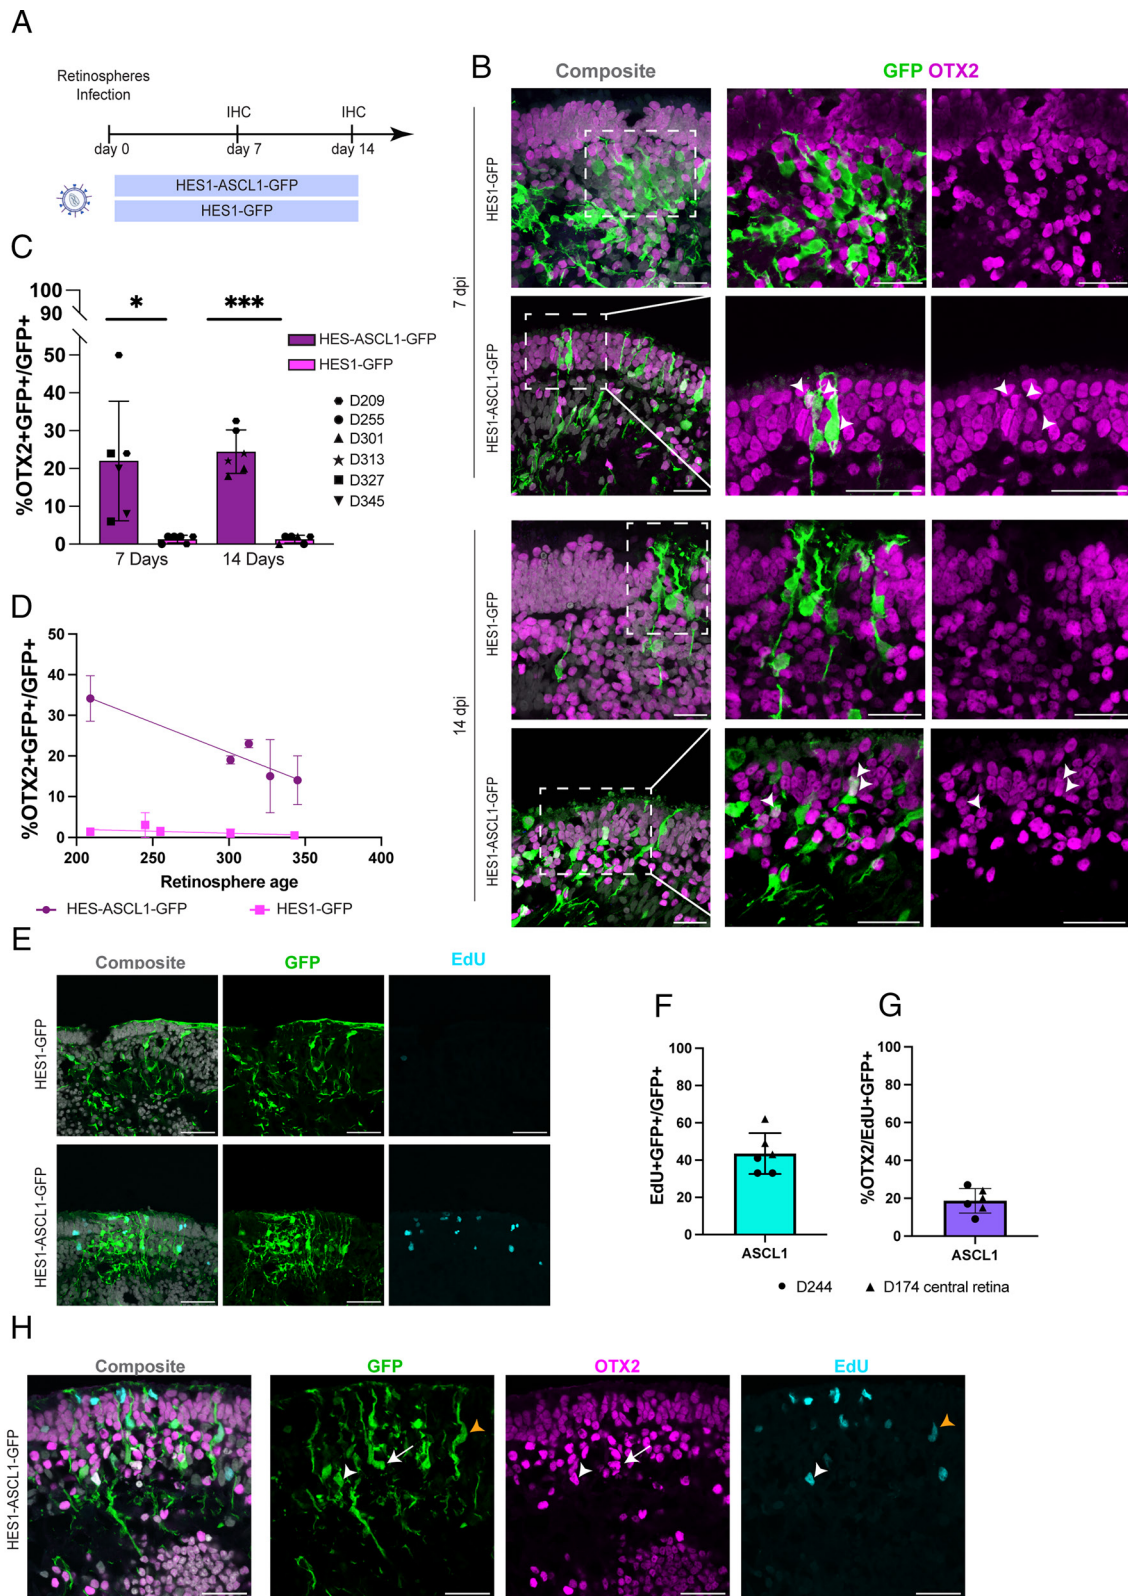 A
Retinospheres
Infection
IHC
IHC
day 0
day 7
day 14
HES1-ASCL1-GFP
HES1-GFP
B
Composite
GFP OTX2
7 dpi
HES1-GFP
HES1-ASCL1-GFP
14 dpi
HES1-GFP
HES1-ASCL1-GFP
C
%OTX2+GFP+/GFP+
100
90
50
40
30
20
10
0
*
***
7 Days
14 Days
HES-ASCL1-GFP
HES1-GFP
D209
D255
D301
D313
D327
D345
D
%OTX2+GFP+/GFP+
50
40
30
20
10
0
200
250
300
350
400
Retinosphere age
HES-ASCL1-GFP
HES1-GFP
E
Composite
GFP
EdU
HES1-GFP
HES1-ASCL1-GFP
F
EdU+GFP+/GFP+
100
80
60
40
20
0
ASCL1
G
%OTX2/EdU+GFP+
100
80
60
40
20
0
ASCL1
D244
D174 central retina
H
Composite
GFP
OTX2
EdU
HES1-ASCL1-GFP